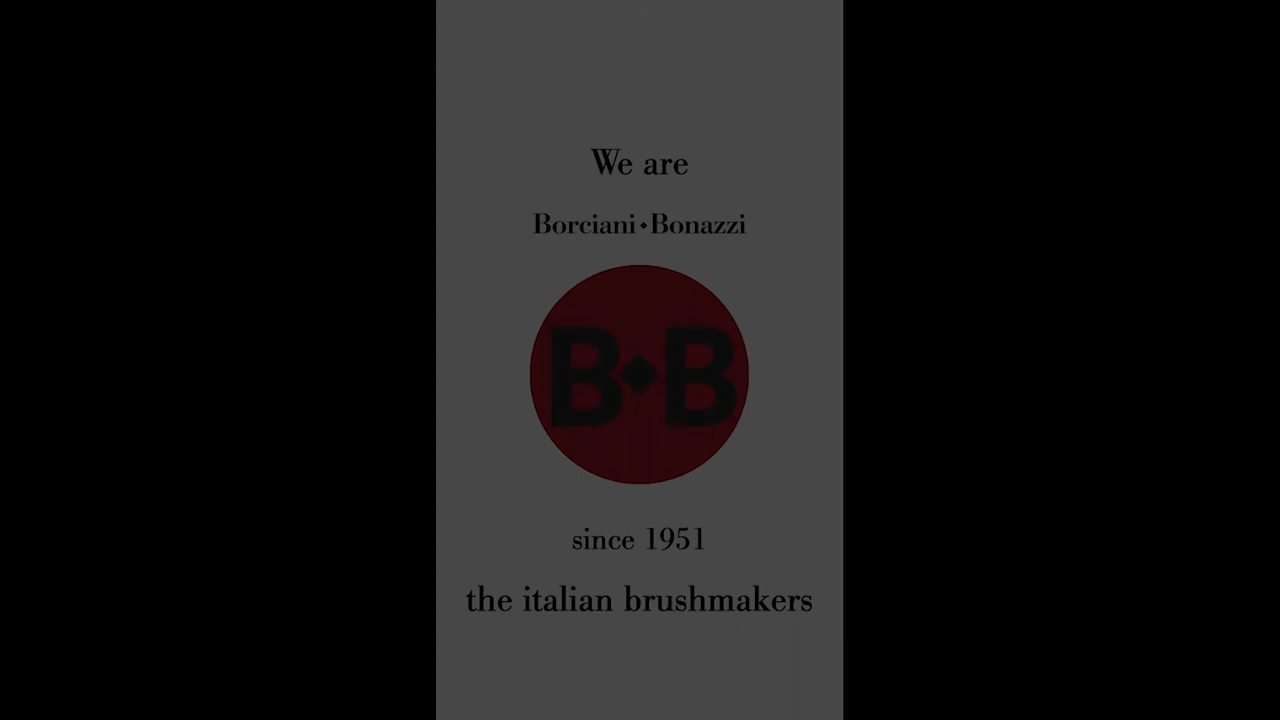 We are
Borciani⬥Bonazzi
B⬥B
since 1951
the italian brushmakers